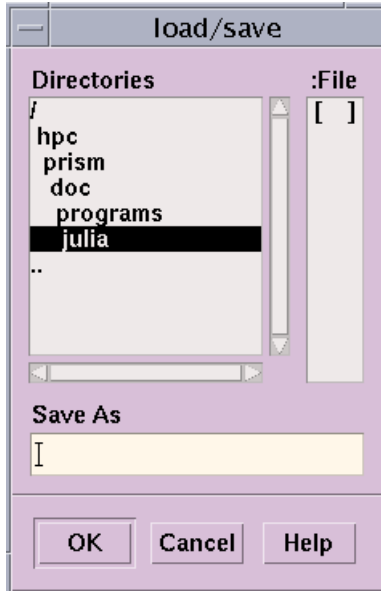 load/save
Directories
:File
/
[ ]
hpc
prism
doc
programs
julia
..
Save As
OK
Cancel
Help